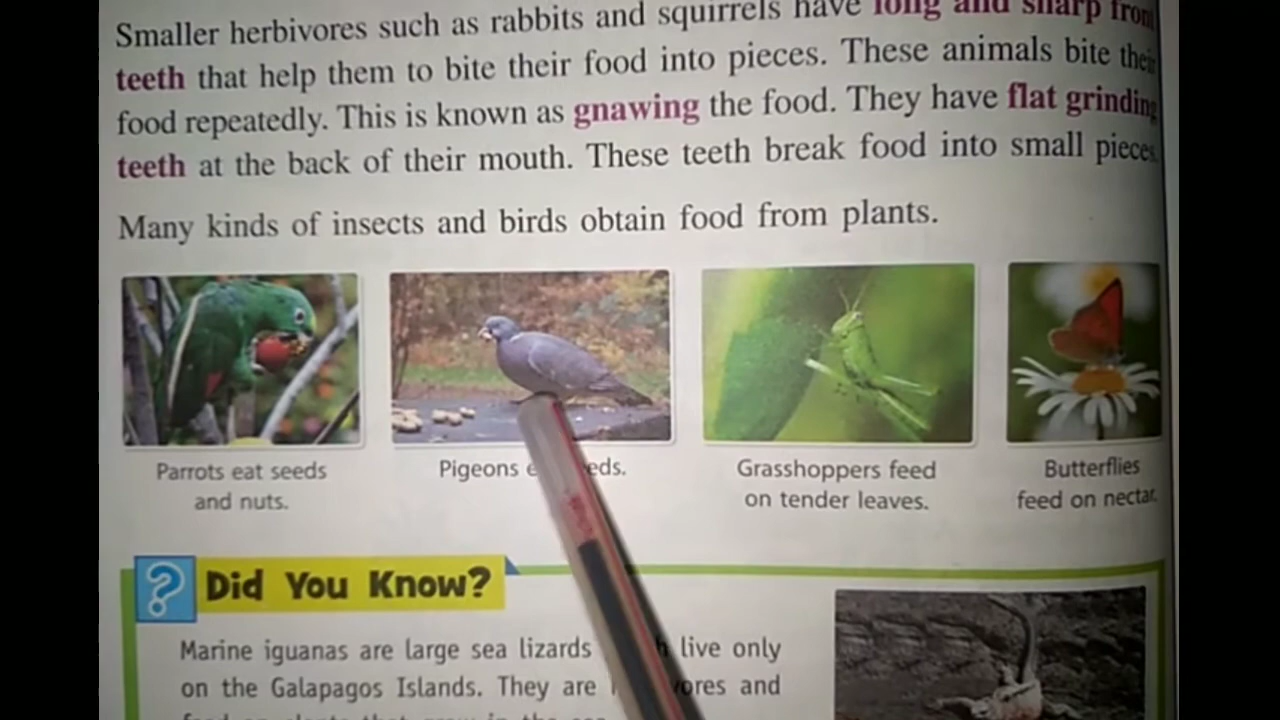 Smaller herbivores such as rabbits and squirrels have long and sharp front
teeth that help them to bite their food into pieces. These animals bite their
food repeatedly. This is known as gnawing the food. They have flat grinding
teeth at the back of their mouth. These teeth break food into small pieces.
Many kinds of insects and birds obtain food from plants.
Parrots eat seeds
and nuts.
Pigeons
Grasshoppers feed
on tender leaves.
Butterflies
feed on nectar.
? Did You Know?
Marine iguanas are large sea lizards live only
on the Galapagos Islands. They are and